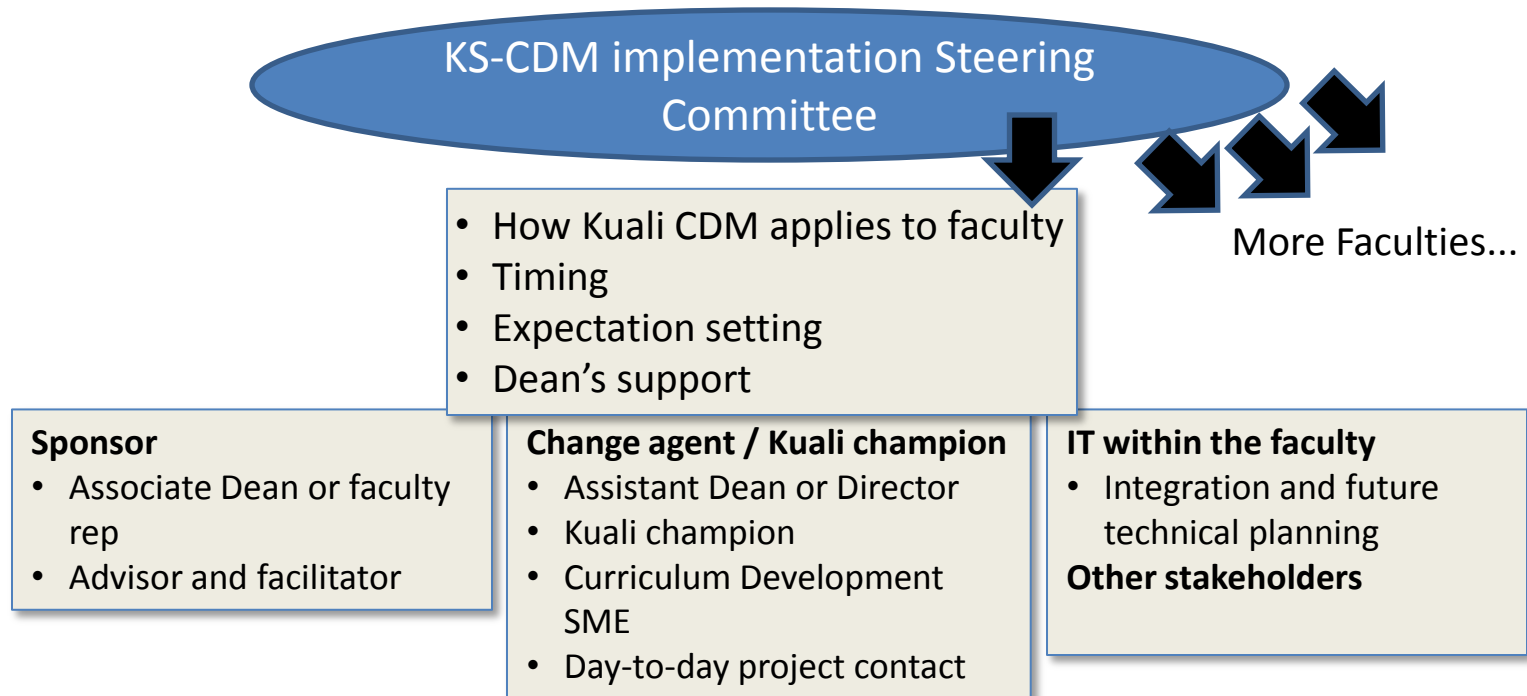 KS-CDM implementation Steering
Committee
• How Kuali CDM applies to faculty
• Timing
• Expectation setting
• Dean’s support
More Faculties...
Sponsor
• Associate Dean or faculty
rep
• Advisor and facilitator
Change agent / Kuali champion
• Assistant Dean or Director
• Kuali champion
• Curriculum Development
SME
• Day-to-day project contact
IT within the faculty
• Integration and future
technical planning
Other stakeholders